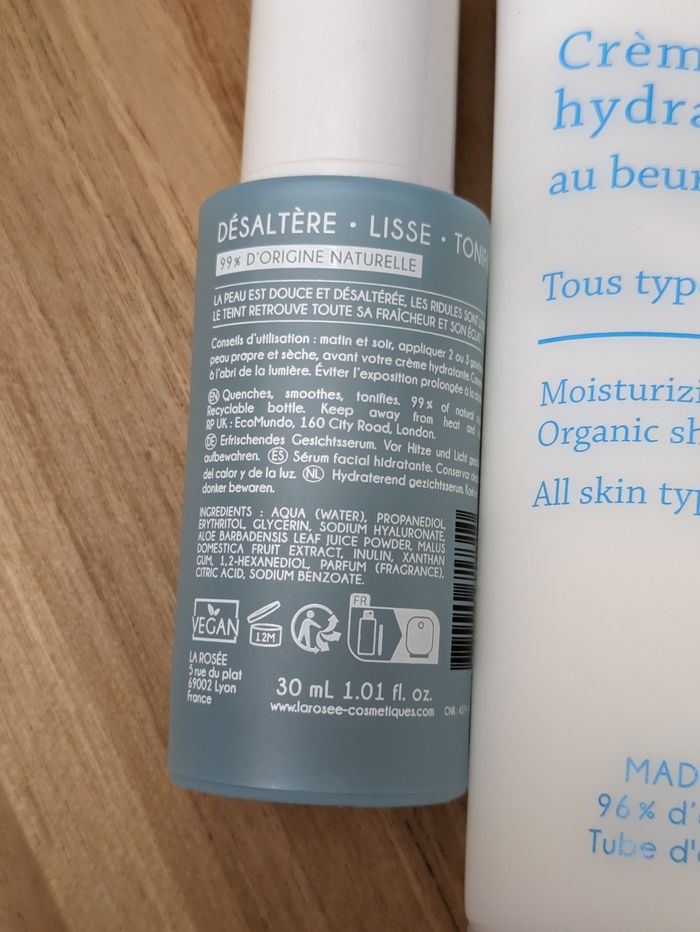 DÉSALTÈRE • LISSE • TONIF
99% D'ORIGINE NATURELLE
LA PEAU EST DOUCE ET DÉSALTÉRÉE, LES RIDULES SONT
LE TEINT RETROUVE TOUTE SA FRAÎCHEUR ET SON ÉCLAT
Conseils d'utilisation : matin et soir, appliquer 2 ou 3
peau propre et sèche, avant votre crème hydratante.
à l'abri de la lumière. Éviter l'exposition prolongée à la
EN Quenches, smoothes, tonifies. 99% of natural
Recyclable bottle. Keep away from heat and
RP UK : EcoMundo, 160 City Road, London.
DE Erfrischendes Gesichtsserum. Vor Hitze und Licht
aufbewahren. ES Sérum facial hidratante. Conservar
del calor y de la luz. NL Hydraterend gezichtsserum.
donker bewaren.
INGREDIENTS : AQUA (WATER), PROPANEDIOL,
ERYTHRITOL, GLYCERIN, SODIUM HYALURONATE,
ALOE BARBADENSIS LEAF JUICE POWDER, MALUS
DOMESTICA FRUIT EXTRACT, INULIN, XANTHAN
GUM, 1,2-HEXANEDIOL, PARFUM (FRAGRANCE),
CITRIC ACID, SODIUM BENZOATE.
VEGAN
12M
FR
LA ROSÉE
5 rue du plat
69002 Lyon
France
30 mL 1.01 fl. oz.
www.larosee-cosmetiques.com
CNK :
Crèm
hydra
au beur
Tous typ
Moisturizi
Organic sh
All skin typ
MAD
96% d'
Tube d'